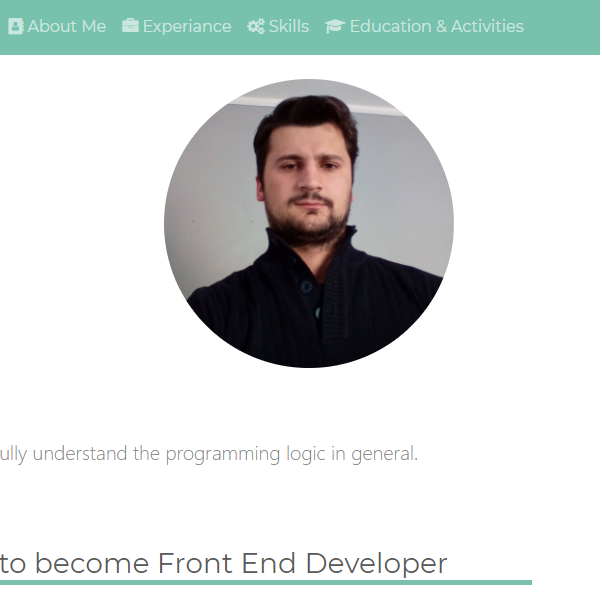 About Me Experiance Skills Education & Activities
ully understand the programming logic in general.
to become Front End Developer